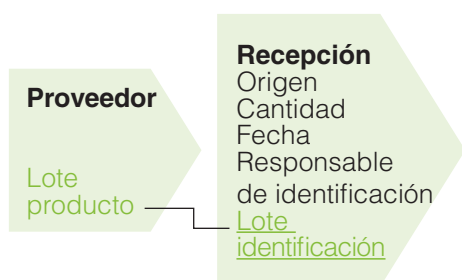 Proveedor
Lote
producto
Recepción
Origen
Cantidad
Fecha
Responsable
de identificación
Lote
identificación